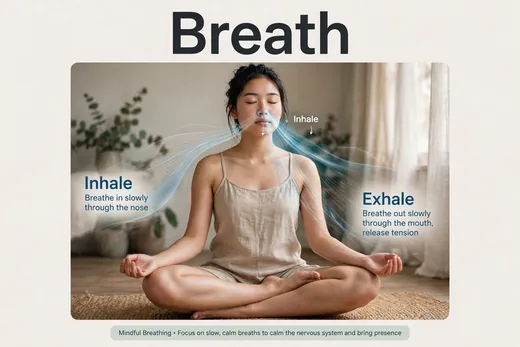 Breath
Inhale
Inhale
Breathe in slowly
through the nose
Exhale
Breathe out slowly
through the mouth,
release tension
Mindful Breathing • Focus on slow, calm breaths to calm the nervous system and bring presence